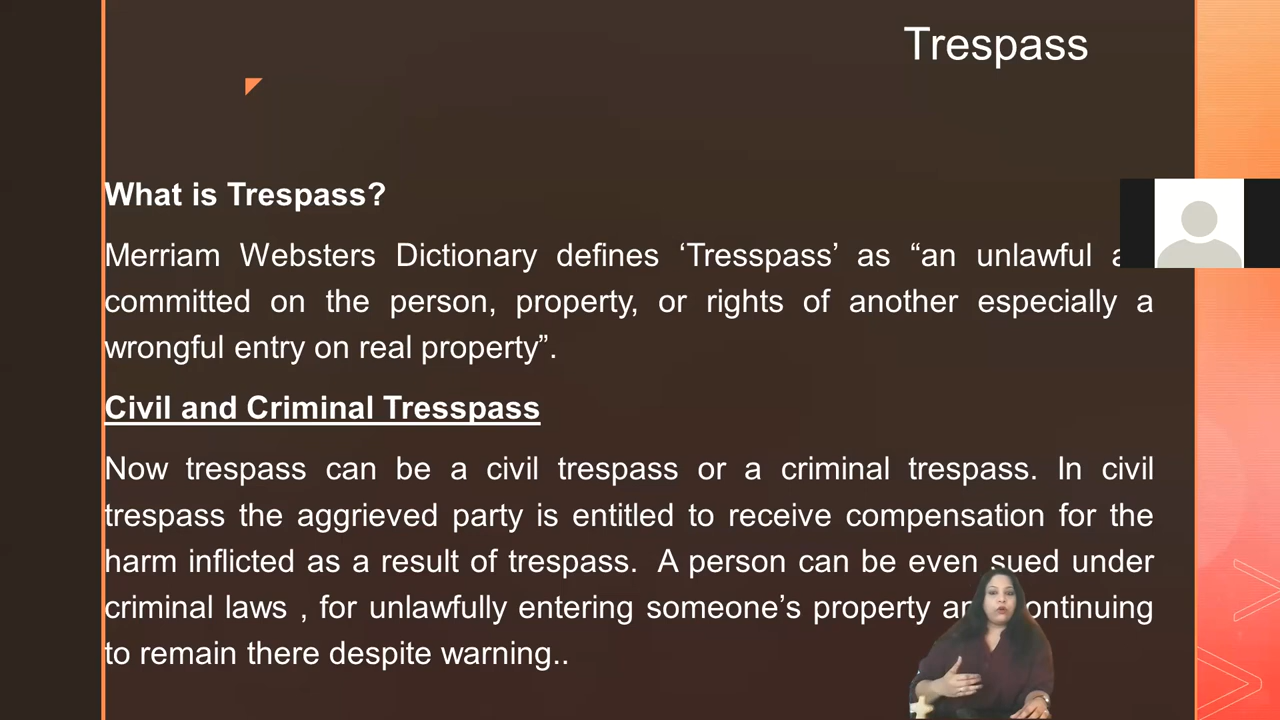 Trespass
What is Trespass?
Merriam Websters Dictionary defines ‘Tresspass’ as “an unlawful
committed on the person, property, or rights of another especially a
wrongful entry on real property”.
Civil and Criminal Tresspass
Now trespass can be a civil trespass or a criminal trespass. In civil
trespass the aggrieved party is entitled to receive compensation for the
harm inflicted as a result of trespass. A person can be even sued under
criminal laws , for unlawfully entering someone’s property continuing
to remain there despite warning..